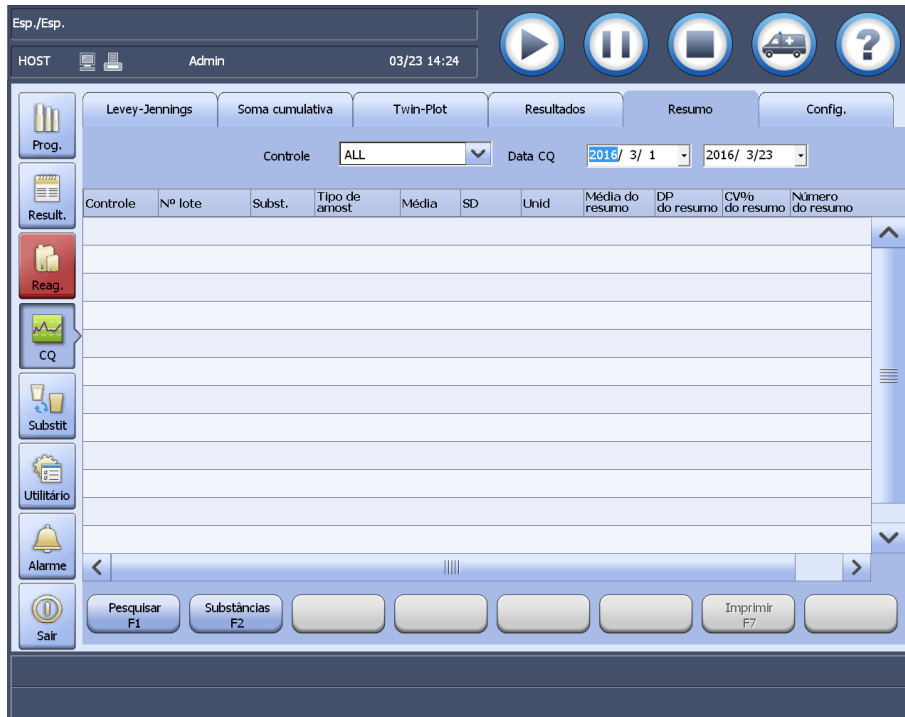 Esp./Esp.
HOST Admin 03/23 14:24
?
Prog.
Result.
Reag.
CQ
Substit
Utilitário
Alarme
Sair
Levey-Jennings Soma cumulativa Twin-Plot Resultados Resumo Config.
Controle ALL Data CQ 2016/ 3/ 1 2016/ 3/23
Controle Nº lote Subst. Tipo de amost Média SD Unid Média do resumo DP do resumo CV% do resumo Número do resumo
Pesquisar F1 Substâncias F2 Imprimir F7